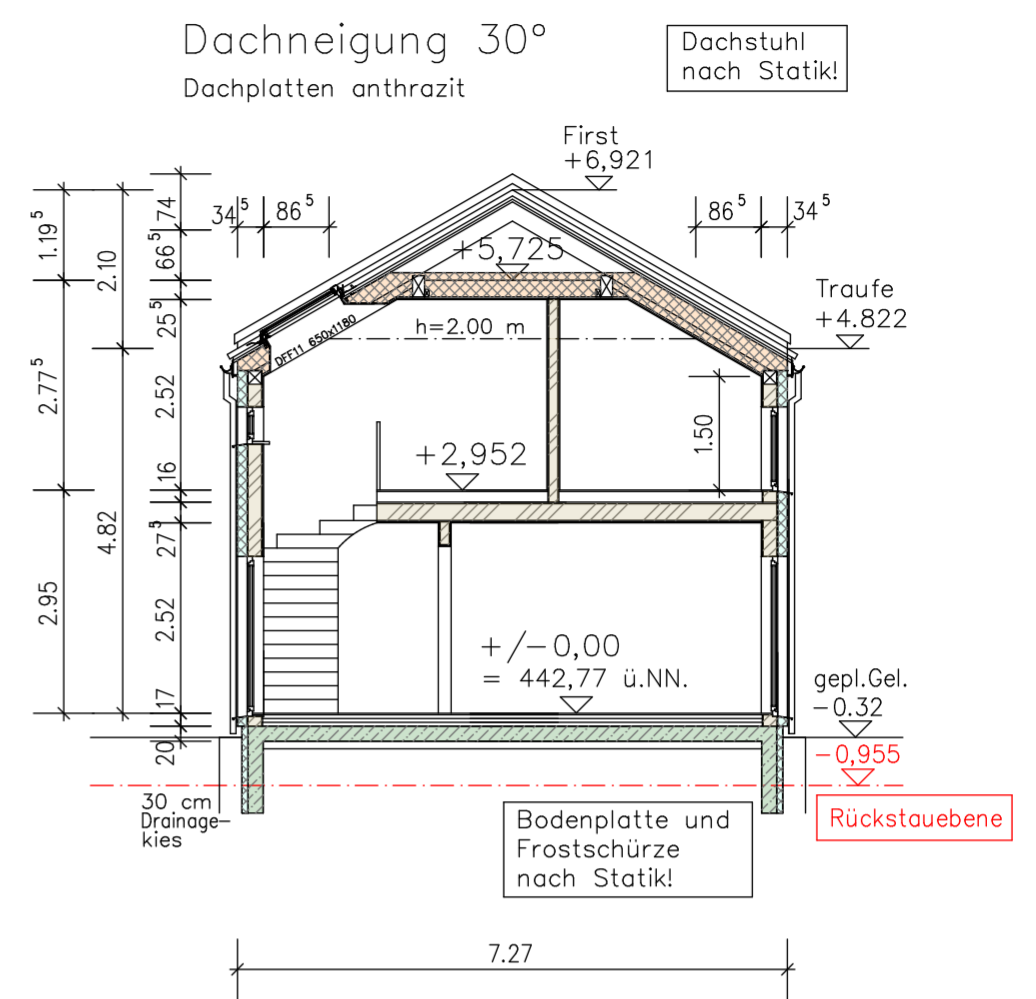 Dachneigung 30°
Dachplatten anthrazit
Dachstuhl
nach Statik!
First
+6,921
34⁵
86⁵
86⁵
34⁵
1.19⁵
2.10
74
66⁵
+5,725
Traufe
+4.822
25⁵
DFF11 650x1180
h=2.00 m
2.77⁵
2.52
1.50
16
+2,952
4.82
27⁵
2.95
2.52
+/-0,00
= 442,77 ü.NN.
17
20
gepl.Gel.
-0.32
-0,955
Rückstauebene
30 cm
Drainage-
kies
Bodenplatte und
Frostschürze
nach Statik!
7.27